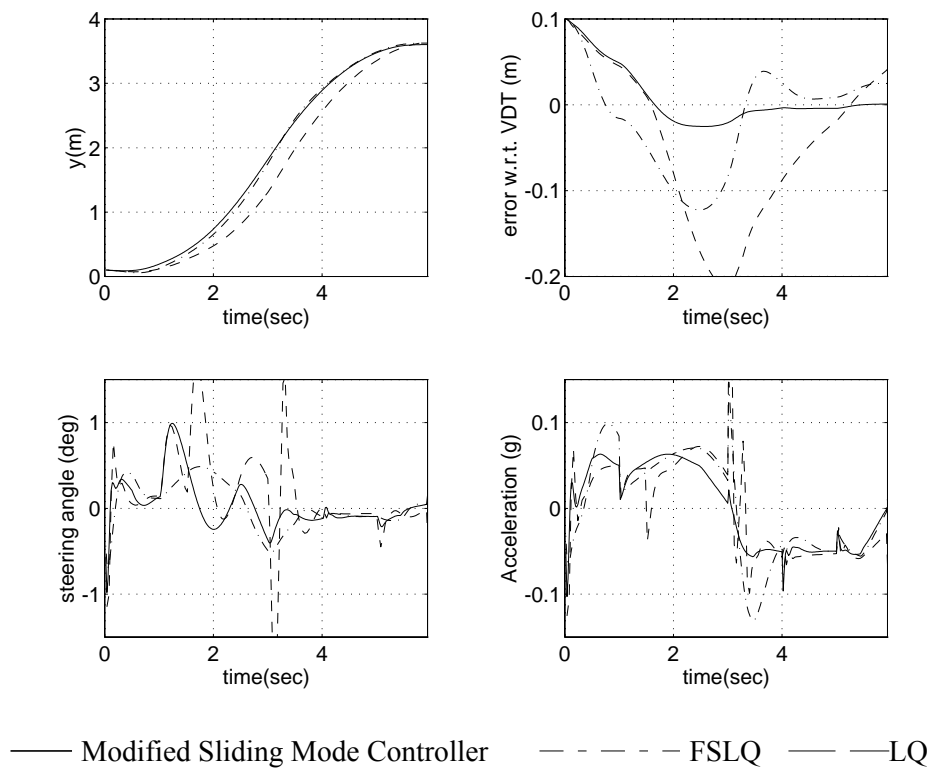 4
3
2
1
0
0
2
4
y(m)
time(sec)
0.1
0
-0.1
-0.2
0
2
4
error w.r.t. VDT (m)
time(sec)
1
0
-1
0
2
4
steering angle (deg)
time(sec)
0.1
0
-0.1
0
2
4
Acceleration (g)
time(sec)
Modified Sliding Mode Controller
FSLQ
LQ